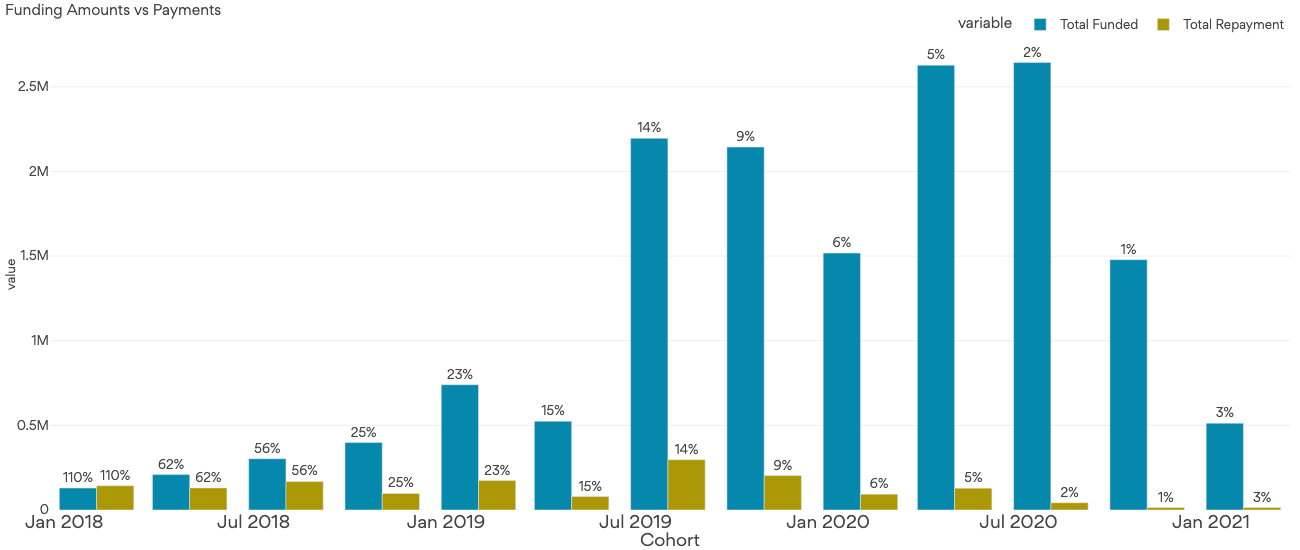 Funding Amounts vs Payments
variable Total Funded Total Repayment
2.5M
2M
1.5M
1M
0.5M
0
value
110% 110% 62% 62% 56% 56% 25% 25% 23% 23% 15% 15% 14% 14% 9% 9% 6% 6% 5% 5% 2% 2% 1% 1% 3% 3%
Jan 2018 Jul 2018 Jan 2019 Jul 2019 Jan 2020 Jul 2020 Jan 2021
Cohort